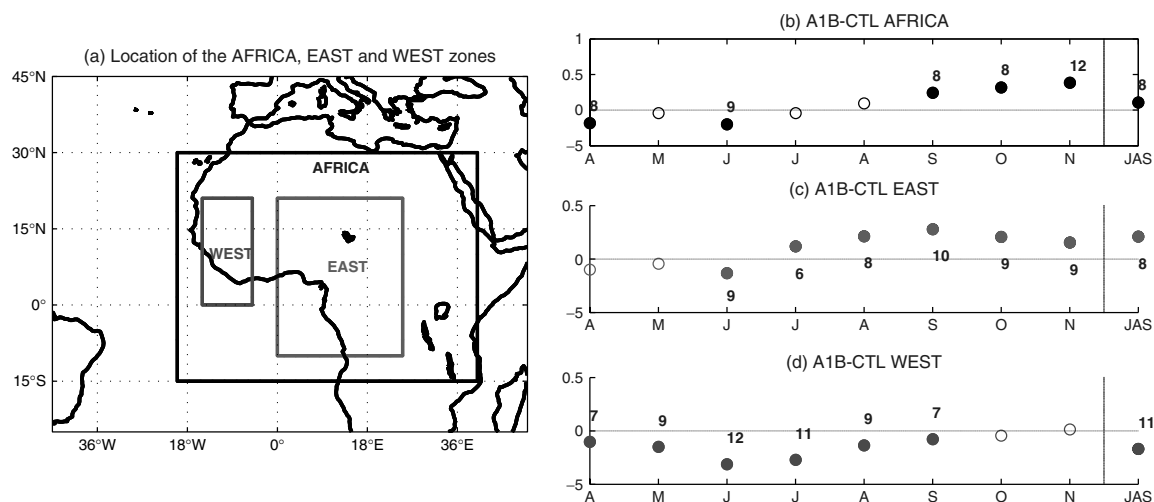 (a) Location of the AFRICA, EAST and WEST zones
45°N
30°N
15°N
0°
15°S
36°W
18°W
0°
18°E
36°E
AFRICA
WEST
EAST
(b) A1B-CTL AFRICA
1
0.5
0
−5
8
9
8
8
12
8
A M J J A S O N JAS
(c) A1B-CTL EAST
0.5
0
−5
9
6
8
10
9
9
8
A M J J A S O N JAS
(d) A1B-CTL WEST
0.5
0
−5
7
9
12
11
9
7
11
A M J J A S O N JAS